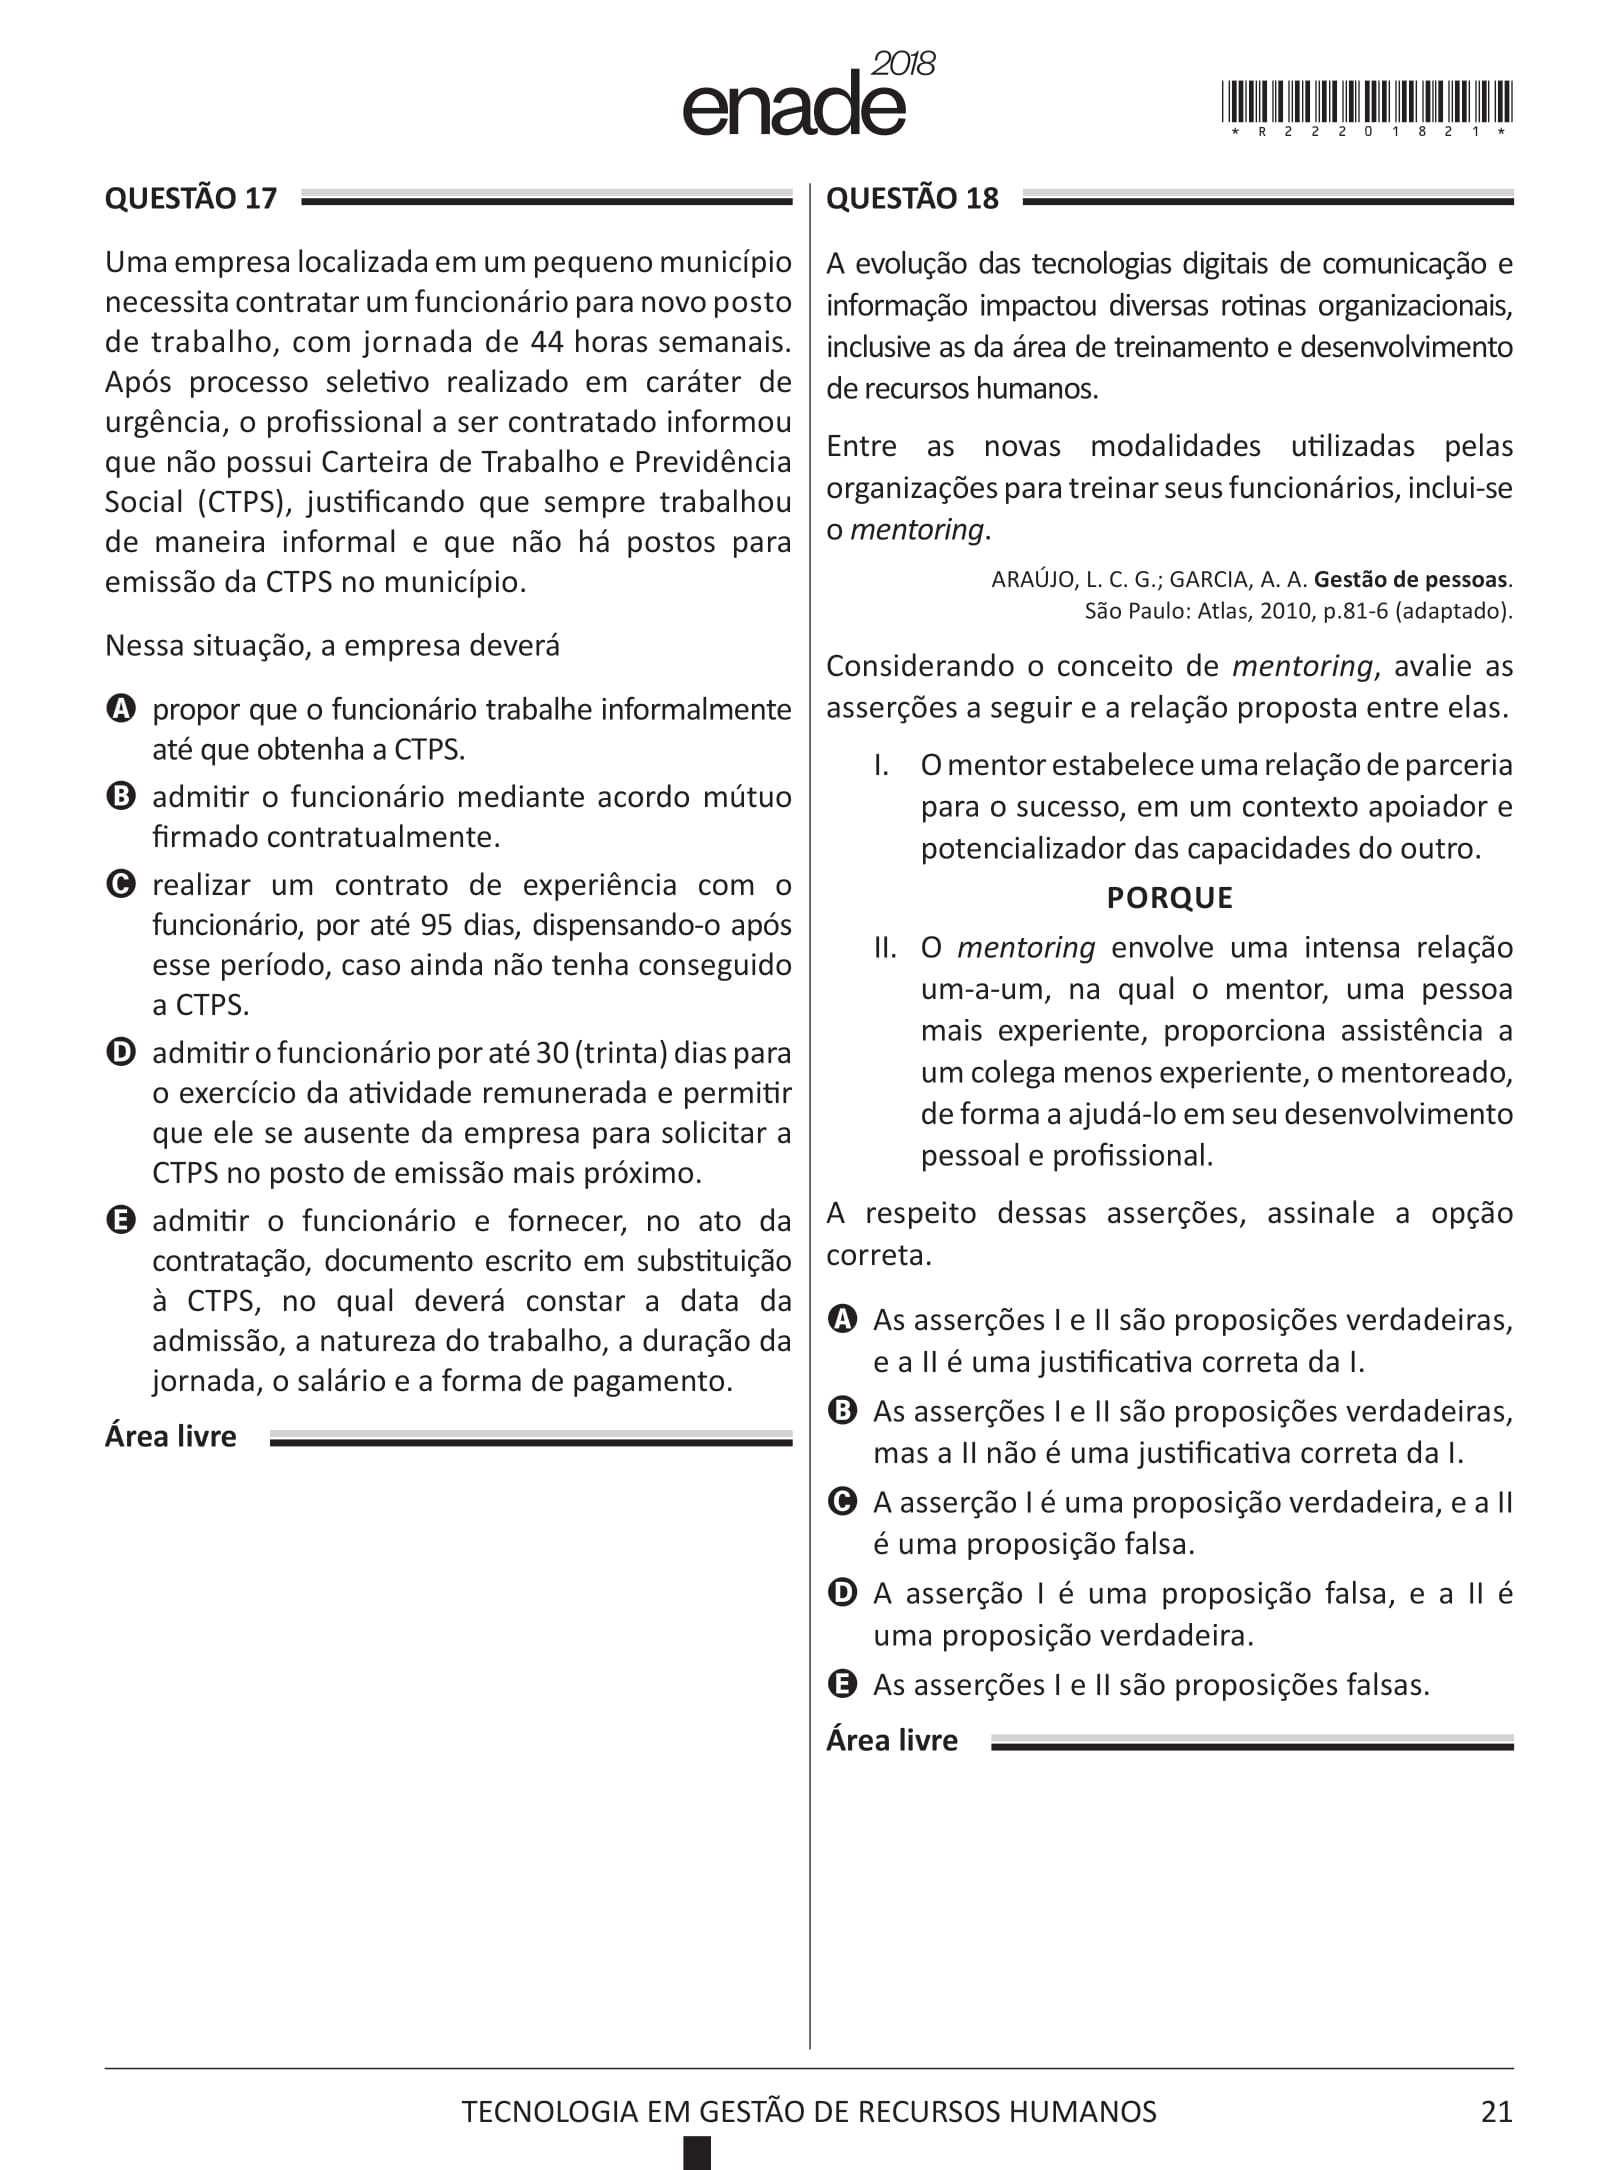 enade 2018
* R 2 2 2 0 1 8 2 1 *
QUESTÃO 17
Uma empresa localizada em um pequeno município
necessita contratar um funcionário para novo posto
de trabalho, com jornada de 44 horas semanais.
Após processo seletivo realizado em caráter de
urgência, o profissional a ser contratado informou
que não possui Carteira de Trabalho e Previdência
Social (CTPS), justificando que sempre trabalhou
de maneira informal e que não há postos para
emissão da CTPS no município.
Nessa situação, a empresa deverá
A propor que o funcionário trabalhe informalmente
até que obtenha a CTPS.
B admitir o funcionário mediante acordo mútuo
firmado contratualmente.
C realizar um contrato de experiência com o
funcionário, por até 95 dias, dispensando-o após
esse período, caso ainda não tenha conseguido
a CTPS.
D admitir o funcionário por até 30 (trinta) dias para
o exercício da atividade remunerada e permitir
que ele se ausente da empresa para solicitar a
CTPS no posto de emissão mais próximo.
E admitir o funcionário e fornecer, no ato da
contratação, documento escrito em substituição
à CTPS, no qual deverá constar a data da
admissão, a natureza do trabalho, a duração da
jornada, o salário e a forma de pagamento.
Área livre
QUESTÃO 18
A evolução das tecnologias digitais de comunicação e
informação impactou diversas rotinas organizacionais,
inclusive as da área de treinamento e desenvolvimento
de recursos humanos.
Entre as novas modalidades utilizadas pelas
organizações para treinar seus funcionários, inclui-se
o mentoring.
ARAÚJO, L. C. G.; GARCIA, A. A. Gestão de pessoas.
São Paulo: Atlas, 2010, p.81-6 (adaptado).
Considerando o conceito de mentoring, avalie as
asserções a seguir e a relação proposta entre elas.
I. O mentor estabelece uma relação de parceria
para o sucesso, em um contexto apoiador e
potencializador das capacidades do outro.
PORQUE
II. O mentoring envolve uma intensa relação
um-a-um, na qual o mentor, uma pessoa
mais experiente, proporciona assistência a
um colega menos experiente, o mentoreado,
de forma a ajudá-lo em seu desenvolvimento
pessoal e profissional.
A respeito dessas asserções, assinale a opção
correta.
A As asserções I e II são proposições verdadeiras,
e a II é uma justificativa correta da I.
B As asserções I e II são proposições verdadeiras,
mas a II não é uma justificativa correta da I.
C A asserção I é uma proposição verdadeira, e a II
é uma proposição falsa.
D A asserção I é uma proposição falsa, e a II é
uma proposição verdadeira.
E As asserções I e II são proposições falsas.
Área livre
TECNOLOGIA EM GESTÃO DE RECURSOS HUMANOS
21